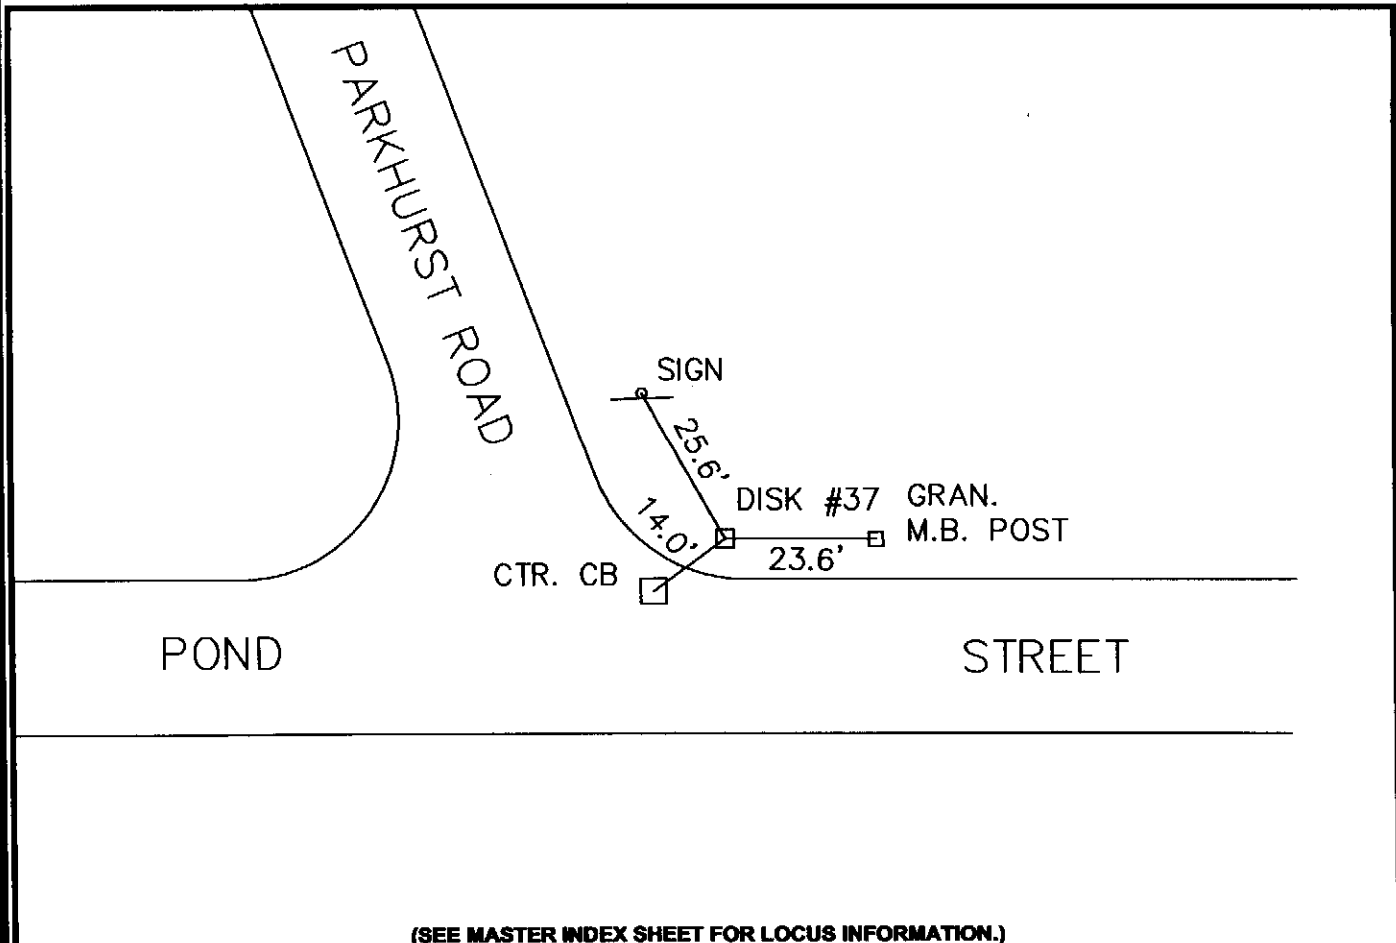 PARKHURST ROAD
SIGN
25.6'
DISK #37
GRAN.
M.B. POST
14.0'
23.6'
CTR. CB
POND
STREET
(SEE MASTER INDEX SHEET FOR LOCUS INFORMATION.)